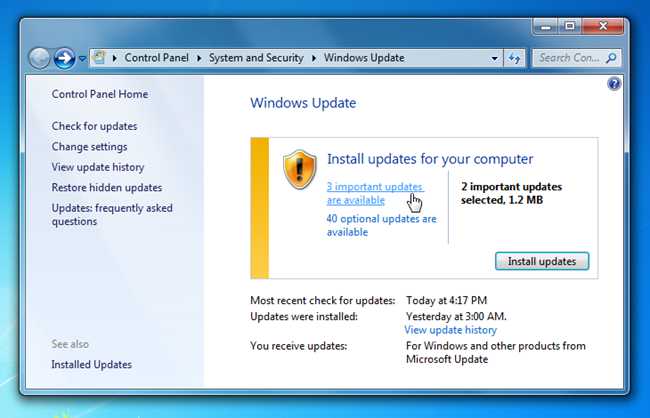 Control Panel System and Security Windows Update
Search Con...
Control Panel Home
Check for updates
Change settings
View update history
Restore hidden updates
Updates: frequently asked
questions
See also
Installed Updates
Windows Update
Install updates for your computer
3 important updates
are available
40 optional updates are
available
2 important updates
selected, 1.2 MB
Install updates
Most recent check for updates: Today at 4:17 PM
Updates were installed: Yesterday at 3:00 AM.
View update history
You receive updates: For Windows and other products from
Microsoft Update